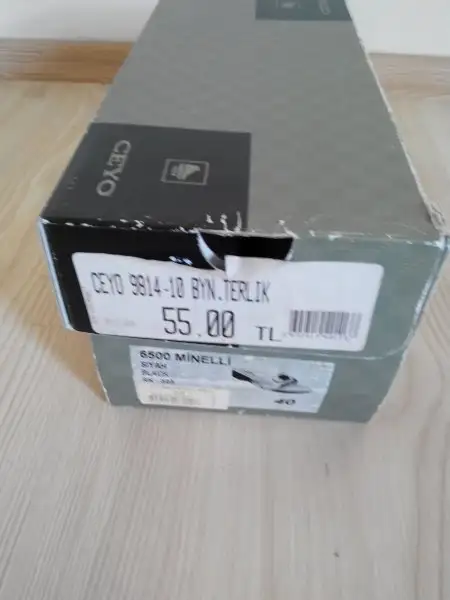 CEYO
CEYO 9814-10 BYN.TERLIK
55.00 TL
6500 MİNELLİ
SİYAH
BLACK
40